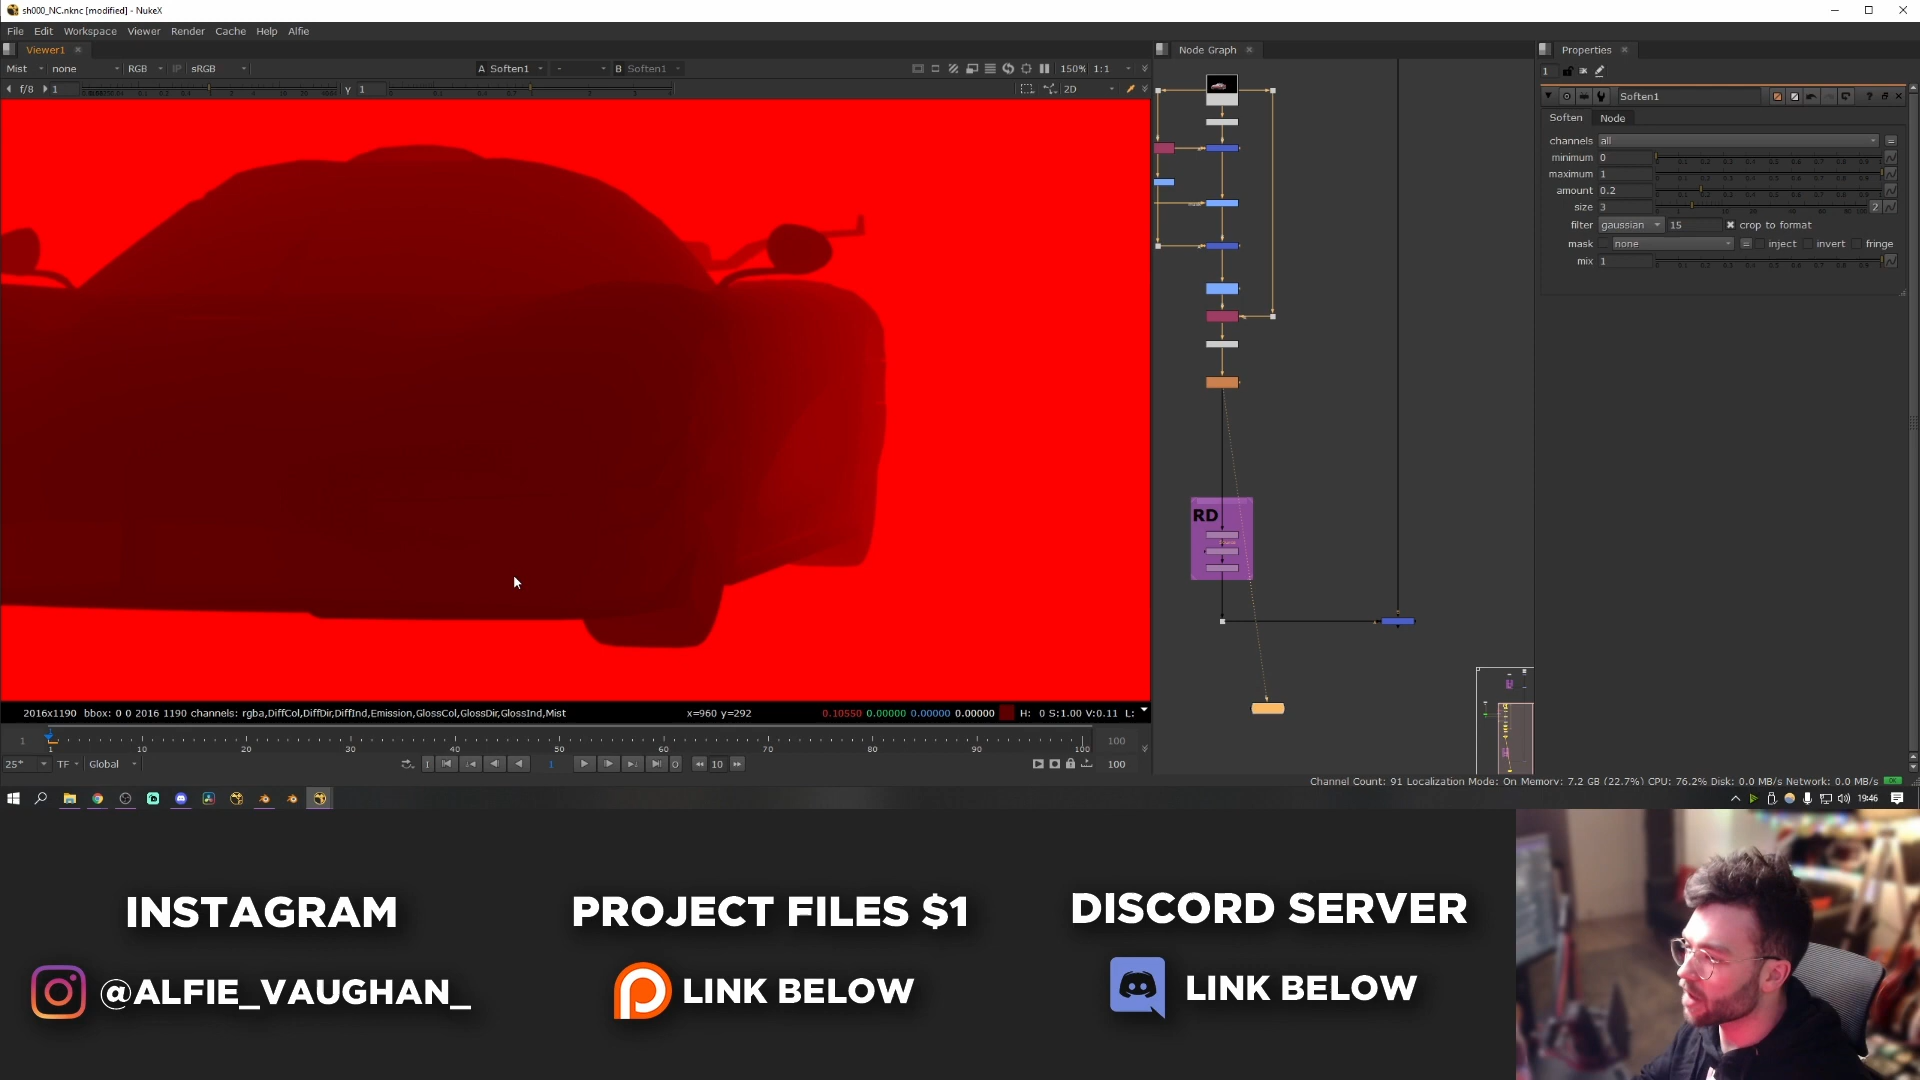 sh000_NC.nknc [modified] - NukeX
File Edit Workspace Viewer Render Cache Help Alfie
Viewer1
Node Graph
Properties
Mist none RGB IP sRGB A Soften1 - B Soften1 150% 1:1
f/8 1 Y 1 2D
1
Soften1
Soften Node
channels all
minimum 0
maximum 1
amount 0.2
size 3 2
filter gaussian 15 crop to format
mask none inject invert fringe
mix 1
RD
2016x1190 bbox: 0 0 2016 1190 channels: rgba,DiffCol,DiffDir,DiffInd,Emission,GlossCol,GlossDir,GlossInd,Mist x=960 y=292 0.10550 0.00000 0.00000 0.00000 H: 0 S:1.00 V:0.11 L:
1 1 10 20 30 40 50 60 70 80 90 100 100
25* TF Global 1 10 100
Channel Count: 91 Localization Mode: On Memory: 7.2 GB (22.7%) CPU: 76.2% Disk: 0.0 MB/s Network: 0.0 MB/s
19:46
INSTAGRAM
@ALFIE_VAUGHAN_
PROJECT FILES $1
LINK BELOW
DISCORD SERVER
LINK BELOW